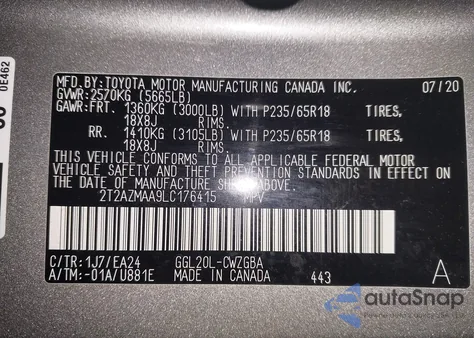 0E462
MFD.BY:TOYOTA MOTOR MANUFACTURING CANADA INC. 07/20
GVWR:2570KG (5665LB)
GAWR:FRT. 1360KG (3000LB) WITH P235/65R18 TIRES,
18X8J RIMS.
RR. 1410KG (3105LB) WITH P235/65R18 TIRES,
18X8J RIMS.
THIS VEHICLE CONFORMS TO ALL APPLICABLE FEDERAL MOTOR
VEHICLE SAFETY AND THEFT PREVENTION STANDARDS IN EFFECT ON
THE DATE OF MANUFACTURE SHOWN ABOVE.
2T2AZMAA9LC176415 MPV
C/TR:1J7/EA24 GGL20L-CWZGBA
A/TM:-01A/U881E MADE IN CANADA 443 A
autoSnap